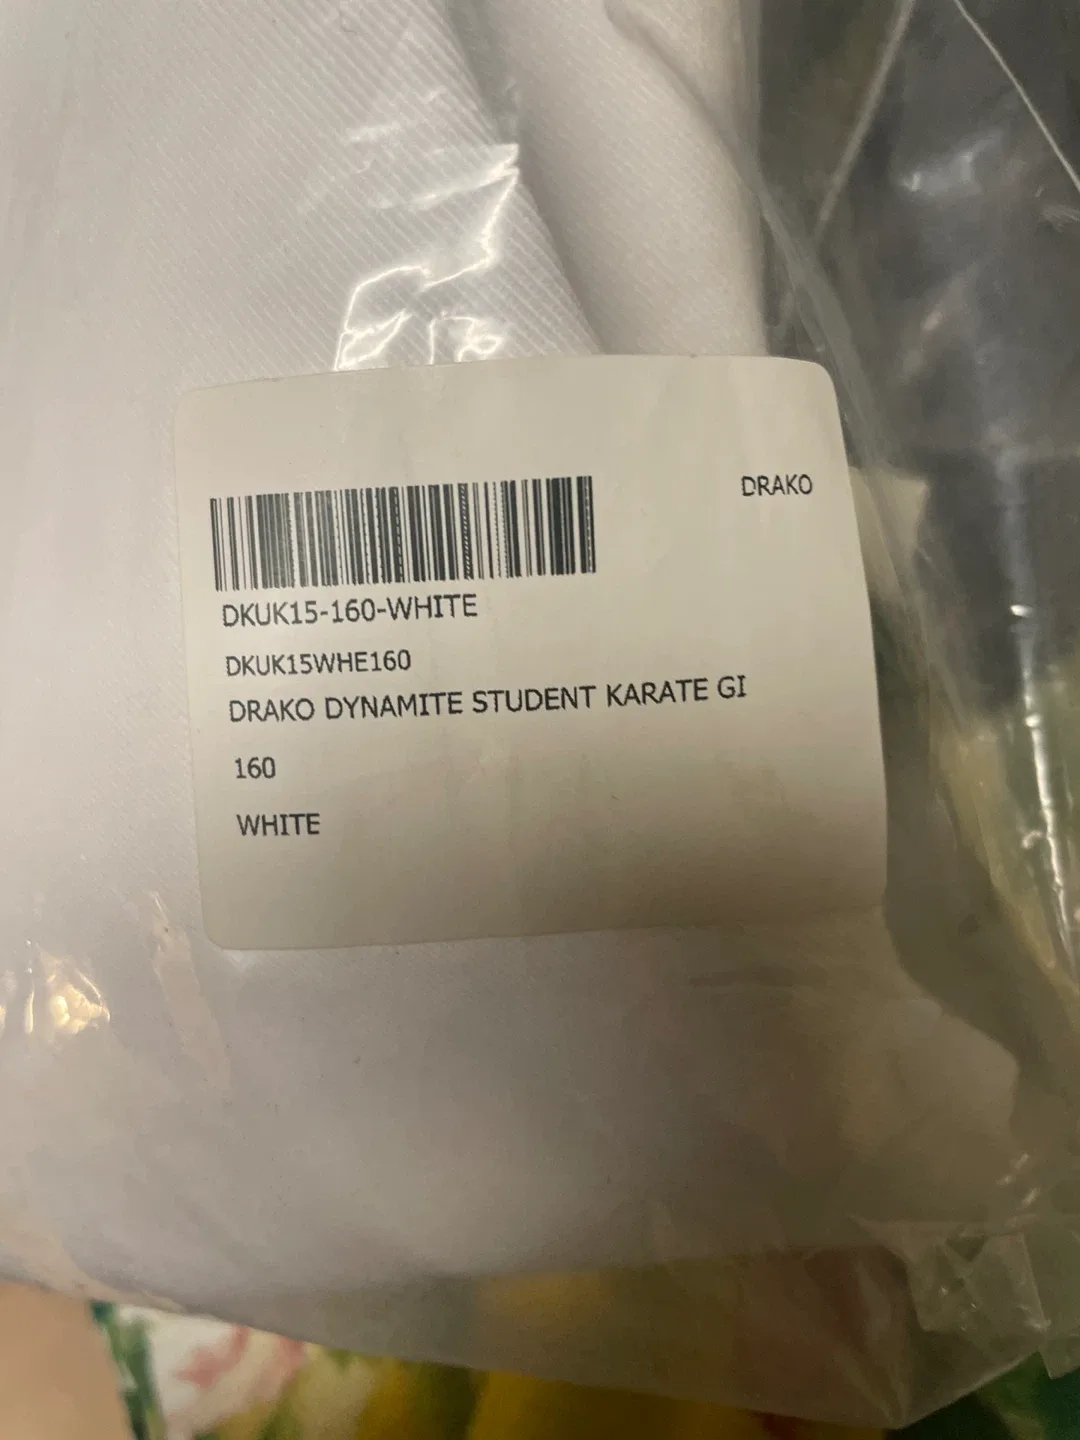 DRAKO
DKUK15-160-WHITE
DKUK15WHE160
DRAKO DYNAMITE STUDENT KARATE GI
160
WHITE